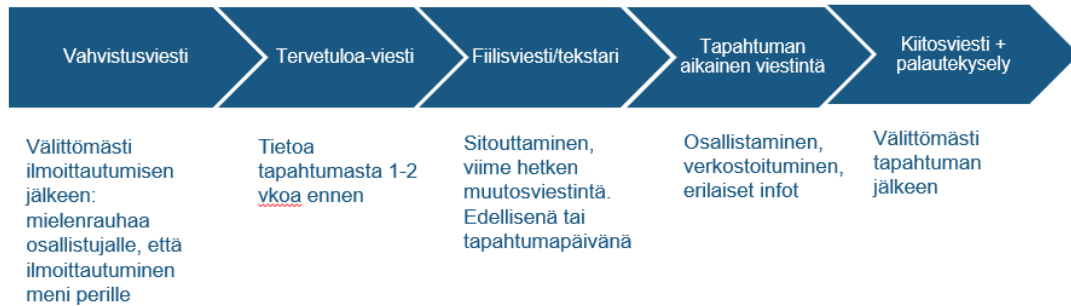 Vahvistusviesti
Tervetuloa-viesti
Fiilisviesti/tekstari
Tapahtuman
aikainen viestintä
Kiitosviesti +
palautekysely
Välittömästi
ilmoittautumisen
jälkeen:
mielenrauhaa
osallistujalle, että
ilmoittautuminen
meni perille
Tietoa
tapahtumasta 1-2
vkoa ennen
Sitouttaminen,
viime hetken
muutosviestintä.
Edellisenä tai
tapahtumapäivänä
Osallistaminen,
verkostoituminen,
erilaiset infot
Välittömästi
tapahtuman
jälkeen